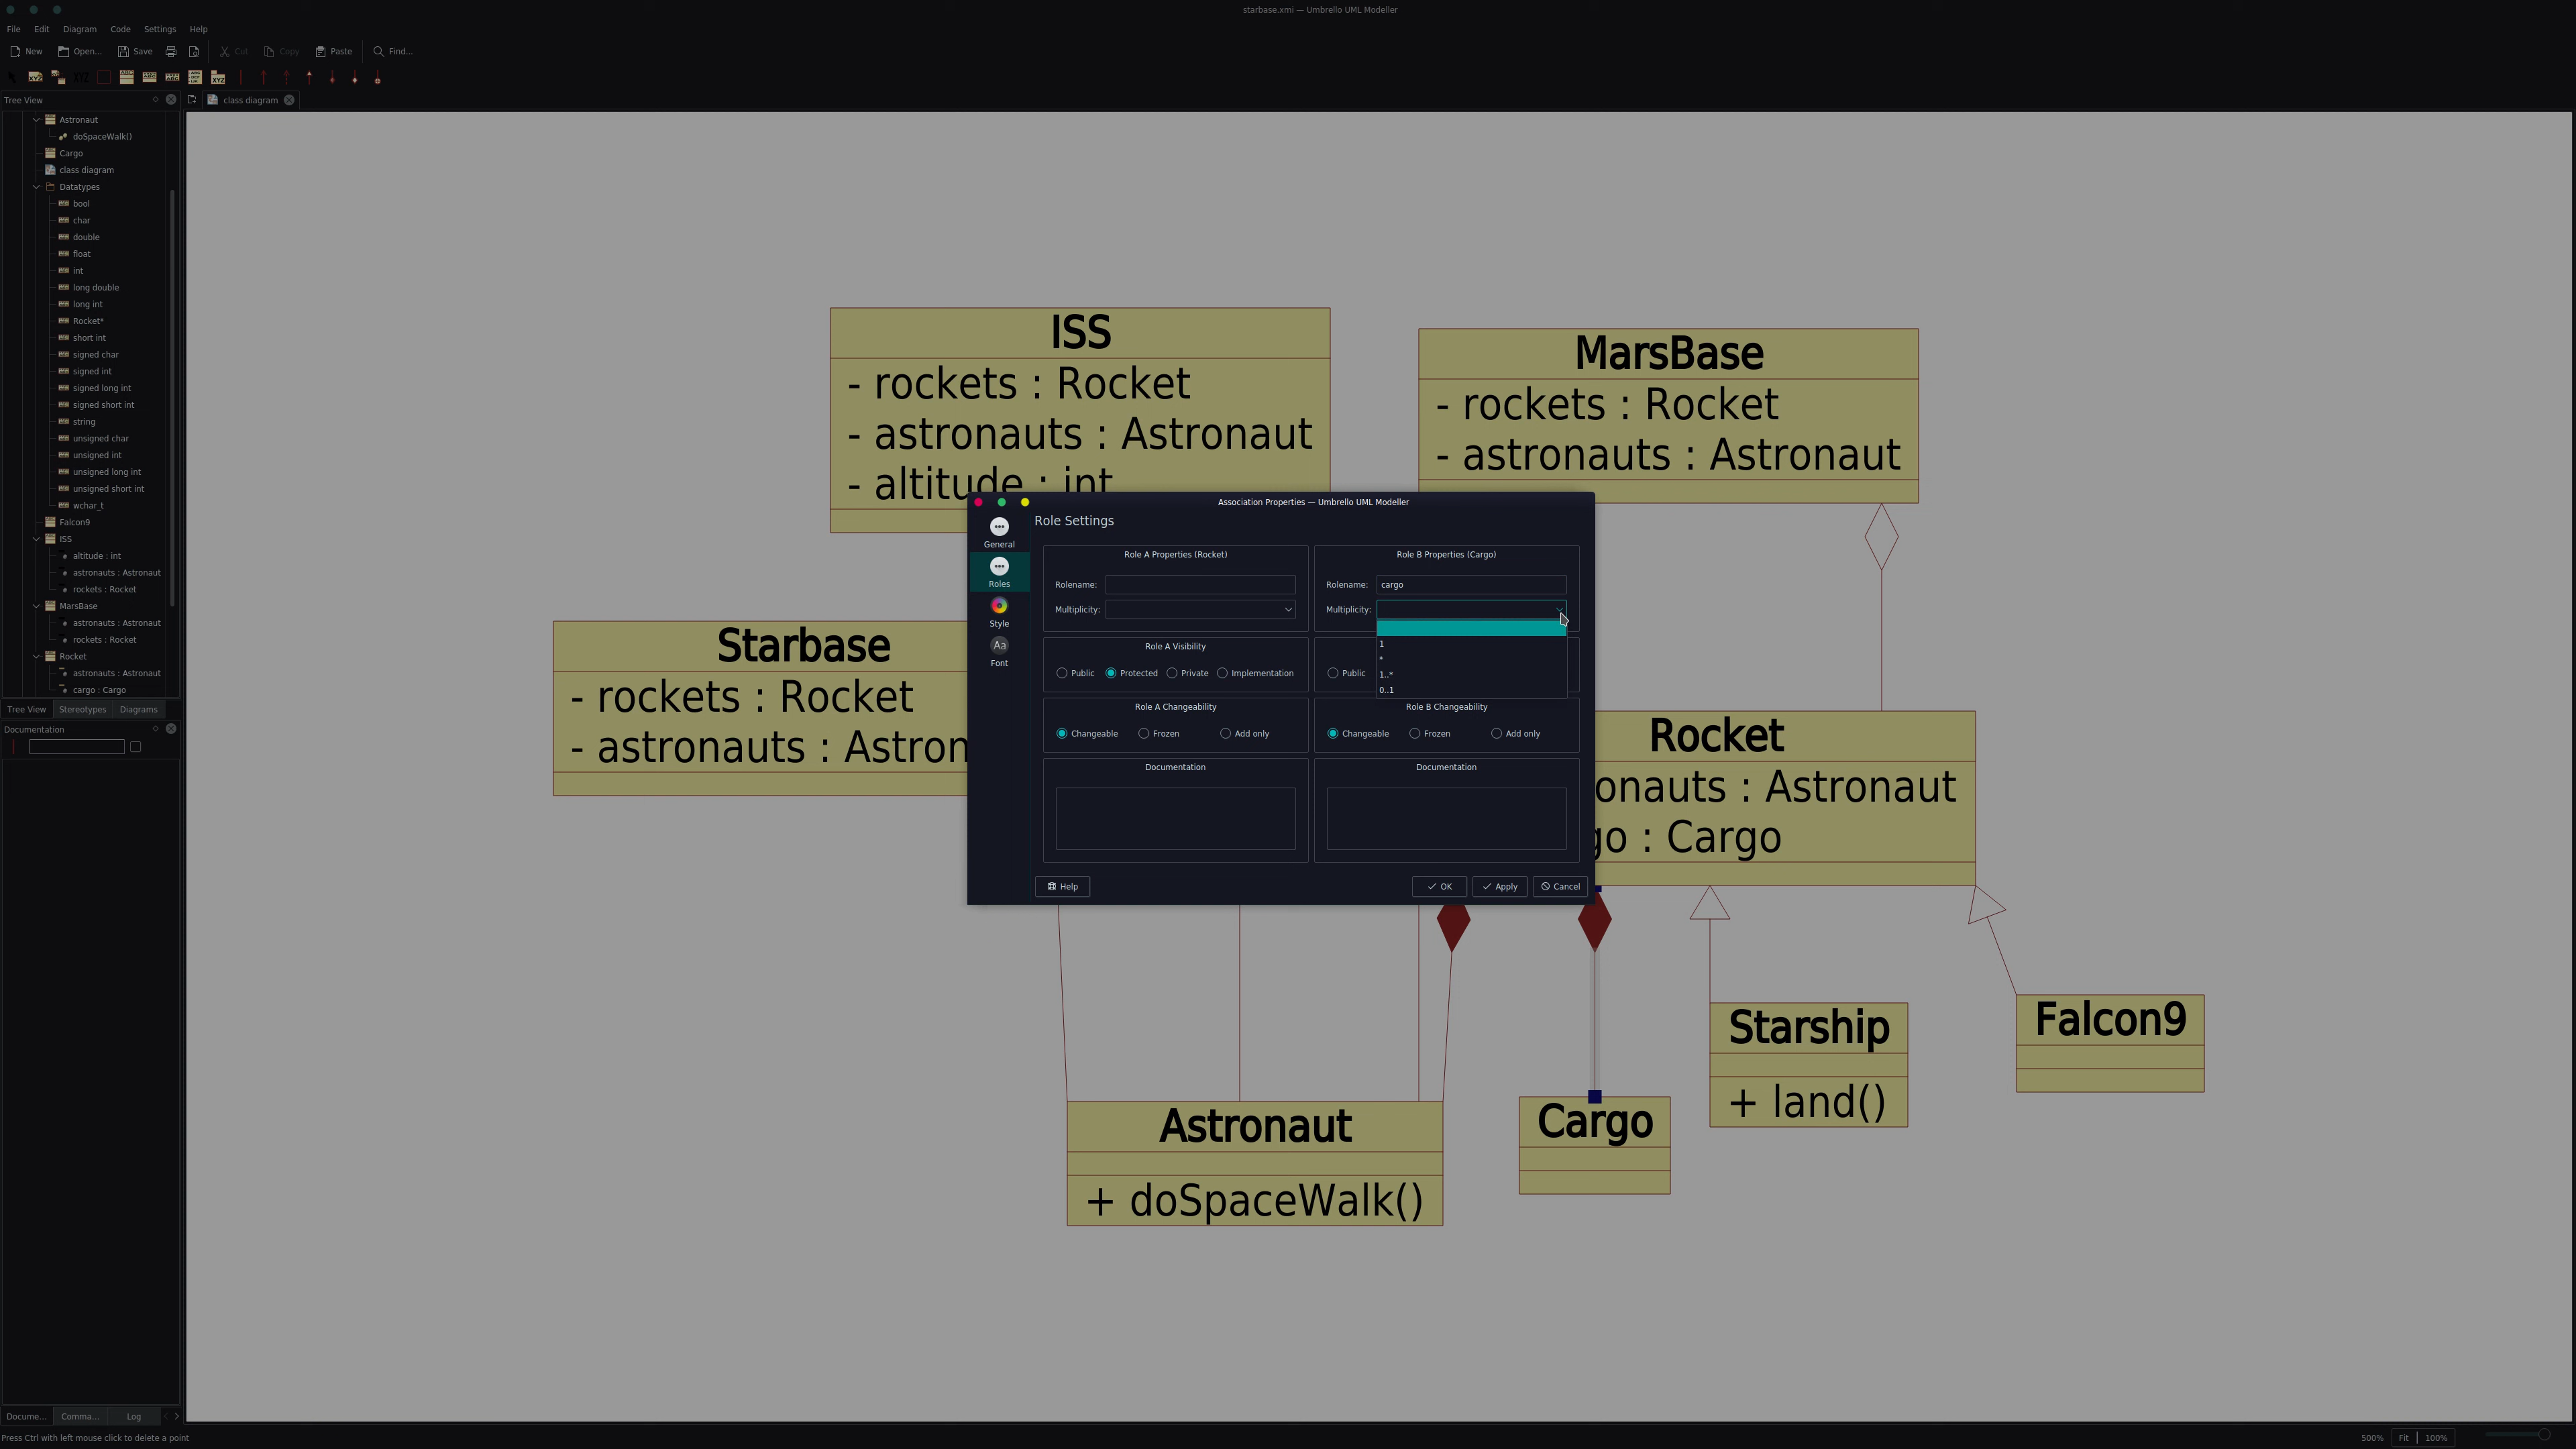 starbase.xmi — Umbrello UML Modeller
File Edit Diagram Code Settings Help
New Open... Save Cut Copy Paste Find...
Tree View
class diagram
Astronaut
doSpaceWalk()
Cargo
class diagram
Datatypes
bool
char
double
float
int
long double
long int
Rocket*
short int
signed char
signed int
signed long int
signed short int
string
unsigned char
unsigned int
unsigned long int
unsigned short int
wchar_t
Falcon9
ISS
altitude : int
astronauts : Astronaut
rockets : Rocket
MarsBase
astronauts : Astronaut
rockets : Rocket
Rocket
astronauts : Astronaut
cargo : Cargo
Tree View Stereotypes Diagrams
Documentation
Docume... Comma... Log
Press Ctrl with left mouse click to delete a point
500% Fit 100%
ISS
- rockets : Rocket
- astronauts : Astronaut
- altitude : int
MarsBase
- rockets : Rocket
- astronauts : Astronaut
Starbase
- rockets : Rocket
- astronauts : Astron
Association Properties — Umbrello UML Modeller
General
Roles
Style
Aa
Font
Role Settings
Role A Properties (Rocket)
Rolename:
Multiplicity:
Role A Visibility
Public Protected Private Implementation
Role A Changeability
Changeable Frozen Add only
Documentation
Role B Properties (Cargo)
Rolename: cargo
Multiplicity:
1
*
1..*
0..1
Public
Role B Changeability
Changeable Frozen Add only
Documentation
Help OK Apply Cancel
Rocket
onauts : Astronaut
go : Cargo
Astronaut
+ doSpaceWalk()
Cargo
Starship
+ land()
Falcon9